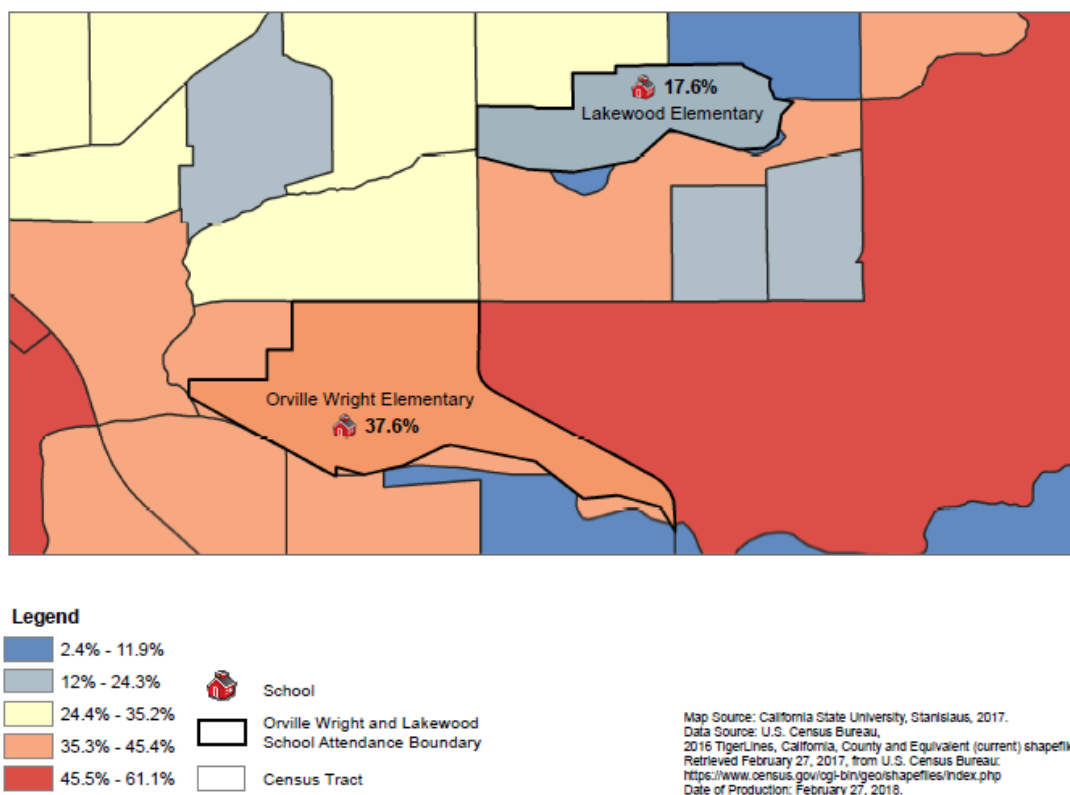 17.6%
Lakewood Elementary
Orville Wright Elementary
37.6%
Legend
2.4% - 11.9%
12% - 24.3%
24.4% - 35.2%
35.3% - 45.4%
45.5% - 61.1%
School
Orville Wright and Lakewood
School Attendance Boundary
Census Tract
Map Source: California State University, Stanislaus, 2017.
Data Source: U.S. Census Bureau,
2016 TigerLines, California, County and Equivalent (current) shapefil
Retrieved February 27, 2017, from U.S. Census Bureau:
https://www.census.gov/cgi-bin/geo/shapefiles/index.php
Date of Production: February 27, 2018.